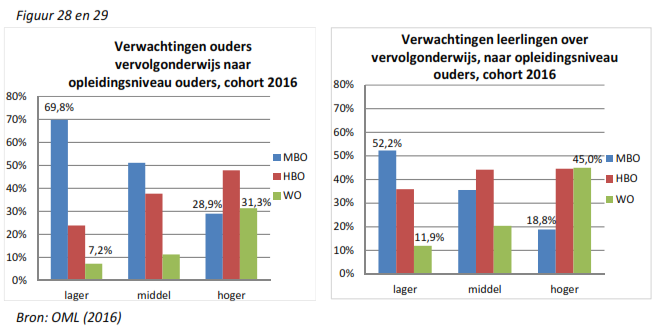 Figuur 28 en 29
Verwachtingen ouders
vervolgonderwijs naar
opleidingsniveau ouders, cohort 2016
80%
70%
60%
50%
40%
30%
20%
10%
0%
69,8%
7,2%
28,9%
31,3%
MBO
HBO
WO
lager
middel
hoger
Verwachtingen leerlingen over
vervolgonderwijs, naar opleidingsniveau
ouders, cohort 2016
80%
70%
60%
50%
40%
30%
20%
10%
0%
52,2%
11,9%
18,8%
45,0%
MBO
HBO
WO
lager
middel
hoger
Bron: OML (2016)